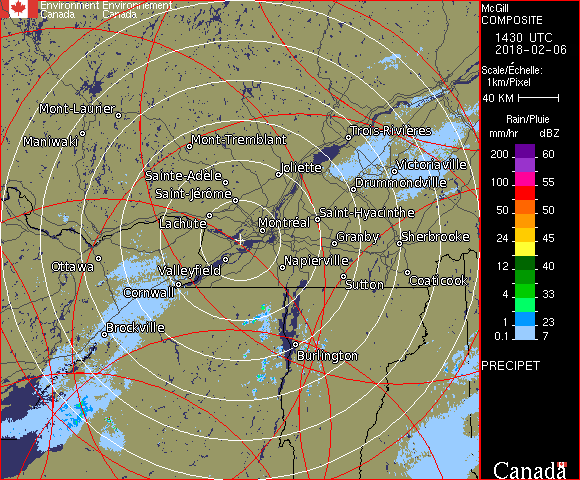 Environment Environnement
Canada Canada
McGill
COMPOSITE
1430 UTC
2018-02-06
Scale/Échelle:
1km/Pixel
40 KM
Rain/Pluie
mm/hr dBZ
200 60
150 57
100 55
50 50
24 45
12 40
4 33
1 23
0.1 7
PRECIPET
Canada
Mont-Laurier
Maniwaki
Mont-Tremblant
Trois-Rivières
Joliette
Victoriaville
Sainte-Adèle
Drummondville
Saint-Jérôme
Lachute
Saint-Hyacinthe
Montréal
Granby
Sherbrooke
Ottawa
Valleyfield
Napierville
Coaticook
Sutton
Cornwall
Brockville
Burlington